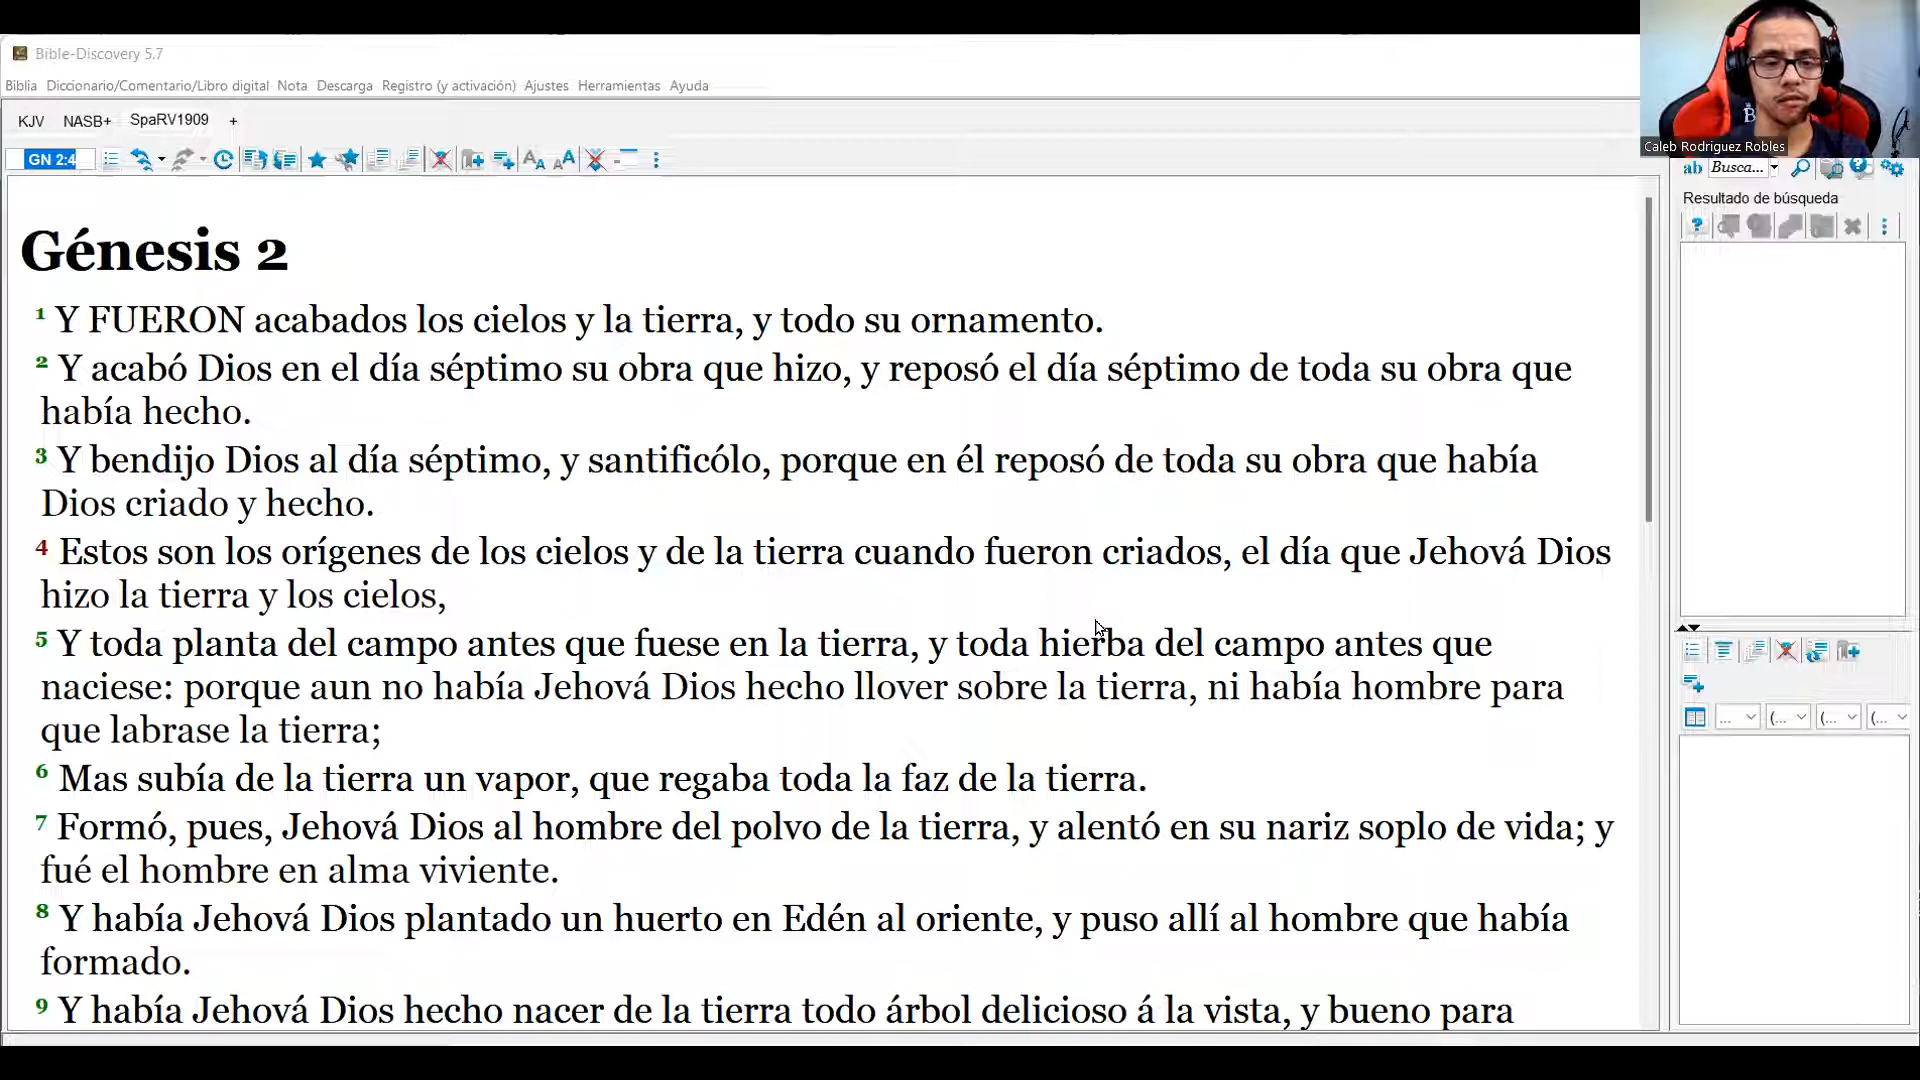 Bible-Discovery 5.7
Biblia Diccionario/Comentario/Libro digital Nota Descarga Registro (y activación) Ajustes Herramientas Ayuda
KJV NASB+ SpaRV1909 +
GN 2:4
Caleb Rodriguez Robles
ab Busca...
Resultado de búsqueda
Génesis 2
1 Y FUERON acabados los cielos y la tierra, y todo su ornamento.
2 Y acabó Dios en el día séptimo su obra que hizo, y reposó el día séptimo de toda su obra que
había hecho.
3 Y bendijo Dios al día séptimo, y santificólo, porque en él reposó de toda su obra que había
Dios criado y hecho.
4 Estos son los orígenes de los cielos y de la tierra cuando fueron criados, el día que Jehová Dios
hizo la tierra y los cielos,
5 Y toda planta del campo antes que fuese en la tierra, y toda hierba del campo antes que
naciese: porque aun no había Jehová Dios hecho llover sobre la tierra, ni había hombre para
que labrase la tierra;
6 Mas subía de la tierra un vapor, que regaba toda la faz de la tierra.
7 Formó, pues, Jehová Dios al hombre del polvo de la tierra, y alentó en su nariz soplo de vida; y
fué el hombre en alma viviente.
8 Y había Jehová Dios plantado un huerto en Edén al oriente, y puso allí al hombre que había
formado.
9 Y había Jehová Dios hecho nacer de la tierra todo árbol delicioso á la vista, y bueno para
... (... (... (...